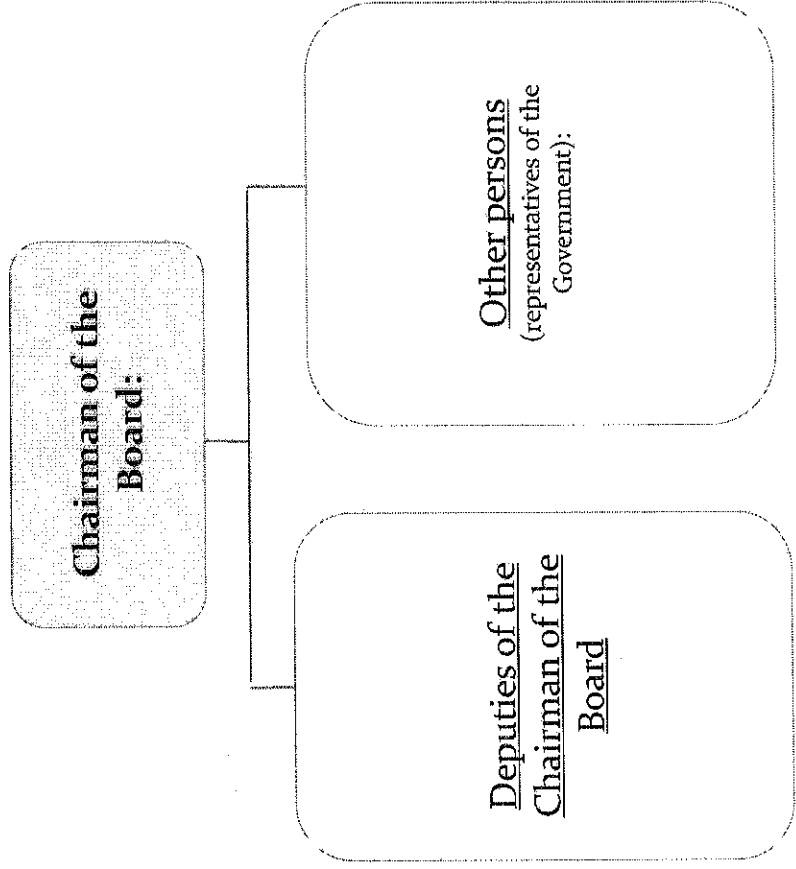 Chairman of the
Board:
Deputies of the
Chairman of the
Board
Other persons
(representatives of the
Government):